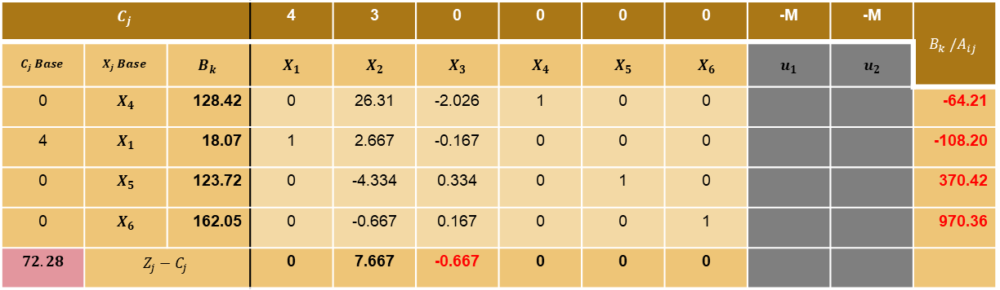 C_j 4 3 0 0 0 0 -M -M B_k / A_ij
C_j Base X_j Base B_k X_1 X_2 X_3 X_4 X_5 X_6 u_1 u_2
0 X_4 128.42 0 26.31 -2.026 1 0 0 -64.21
4 X_1 18.07 1 2.667 -0.167 0 0 0 -108.20
0 X_5 123.72 0 -4.334 0.334 0 1 0 370.42
0 X_6 162.05 0 -0.667 0.167 0 0 1 970.36
72.28 Z_j − C_j 0 7.667 -0.667 0 0 0